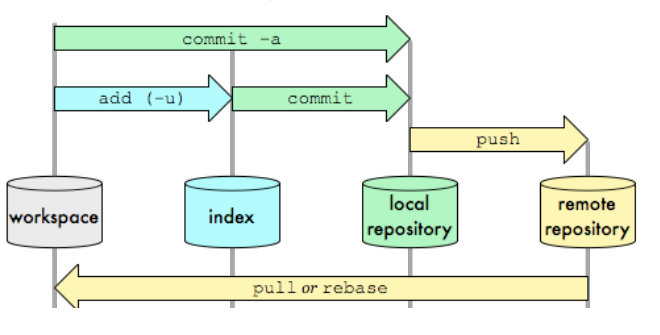 commit -a
add (-u)
commit
push
workspace
index
local
repository
remote
repository
pull or rebase